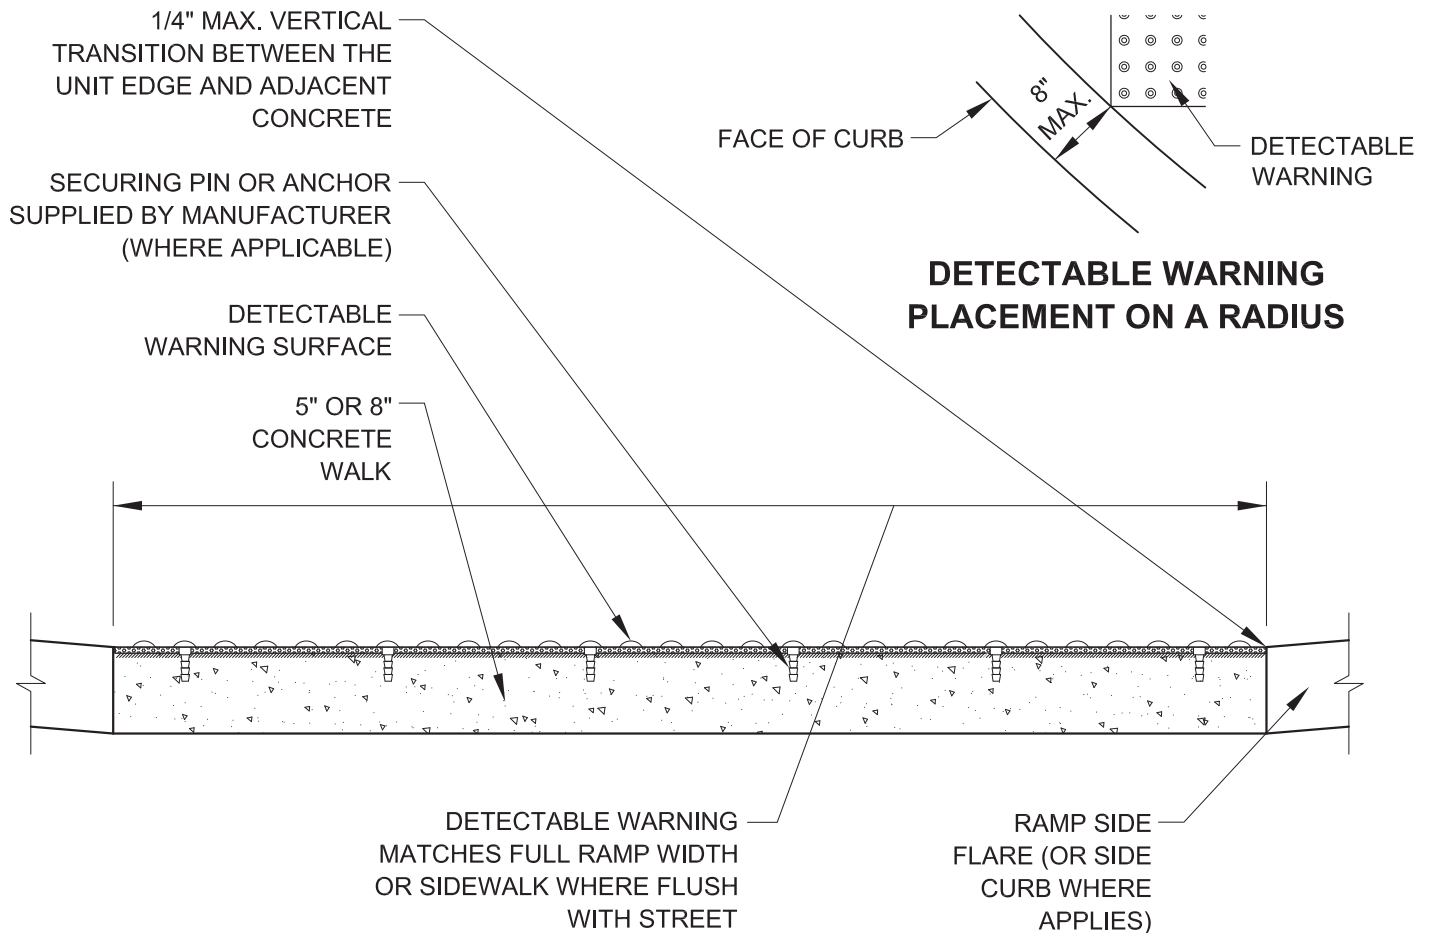 1/4" MAX. VERTICAL
TRANSITION BETWEEN THE
UNIT EDGE AND ADJACENT
CONCRETE
SECURING PIN OR ANCHOR
SUPPLIED BY MANUFACTURER
(WHERE APPLICABLE)
DETECTABLE
WARNING SURFACE
5" OR 8"
CONCRETE
WALK
FACE OF CURB
8"
MAX.
DETECTABLE
WARNING
DETECTABLE WARNING
PLACEMENT ON A RADIUS
DETECTABLE WARNING
MATCHES FULL RAMP WIDTH
OR SIDEWALK WHERE FLUSH
WITH STREET
RAMP SIDE
FLARE (OR SIDE
CURB WHERE
APPLIES)